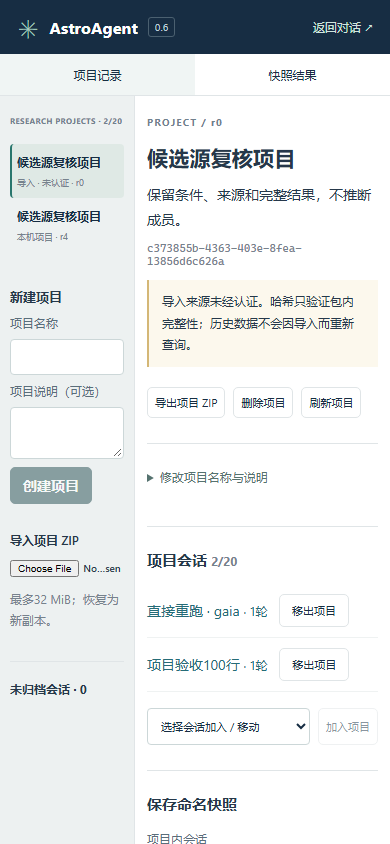 AstroAgent
0.6
返回对话 ↗
项目记录
快照结果
RESEARCH PROJECTS · 2/20
候选源复核项目
导入 · 未认证 · r0
候选源复核项目
本机项目 · r4
新建项目
项目名称
项目说明（可选）
创建项目
导入项目 ZIP
Choose File No...sen
最多32 MiB；恢复为
新副本。
未归档会话 · 0
PROJECT / r0
候选源复核项目
保留条件、来源和完整结果，不推断
成员。
c373855b-4363-403e-8fea-
13856d6c626a
导入来源未经认证。哈希只验证包内
完整性；历史数据不会因导入而重新
查询。
导出项目 ZIP
删除项目
刷新项目
▶ 修改项目名称与说明
项目会话 2/20
直接重跑 · gaia · 1轮
移出项目
项目验收100行 · 1轮
移出项目
选择会话加入 / 移动
加入项目
保存命名快照
项目内会话